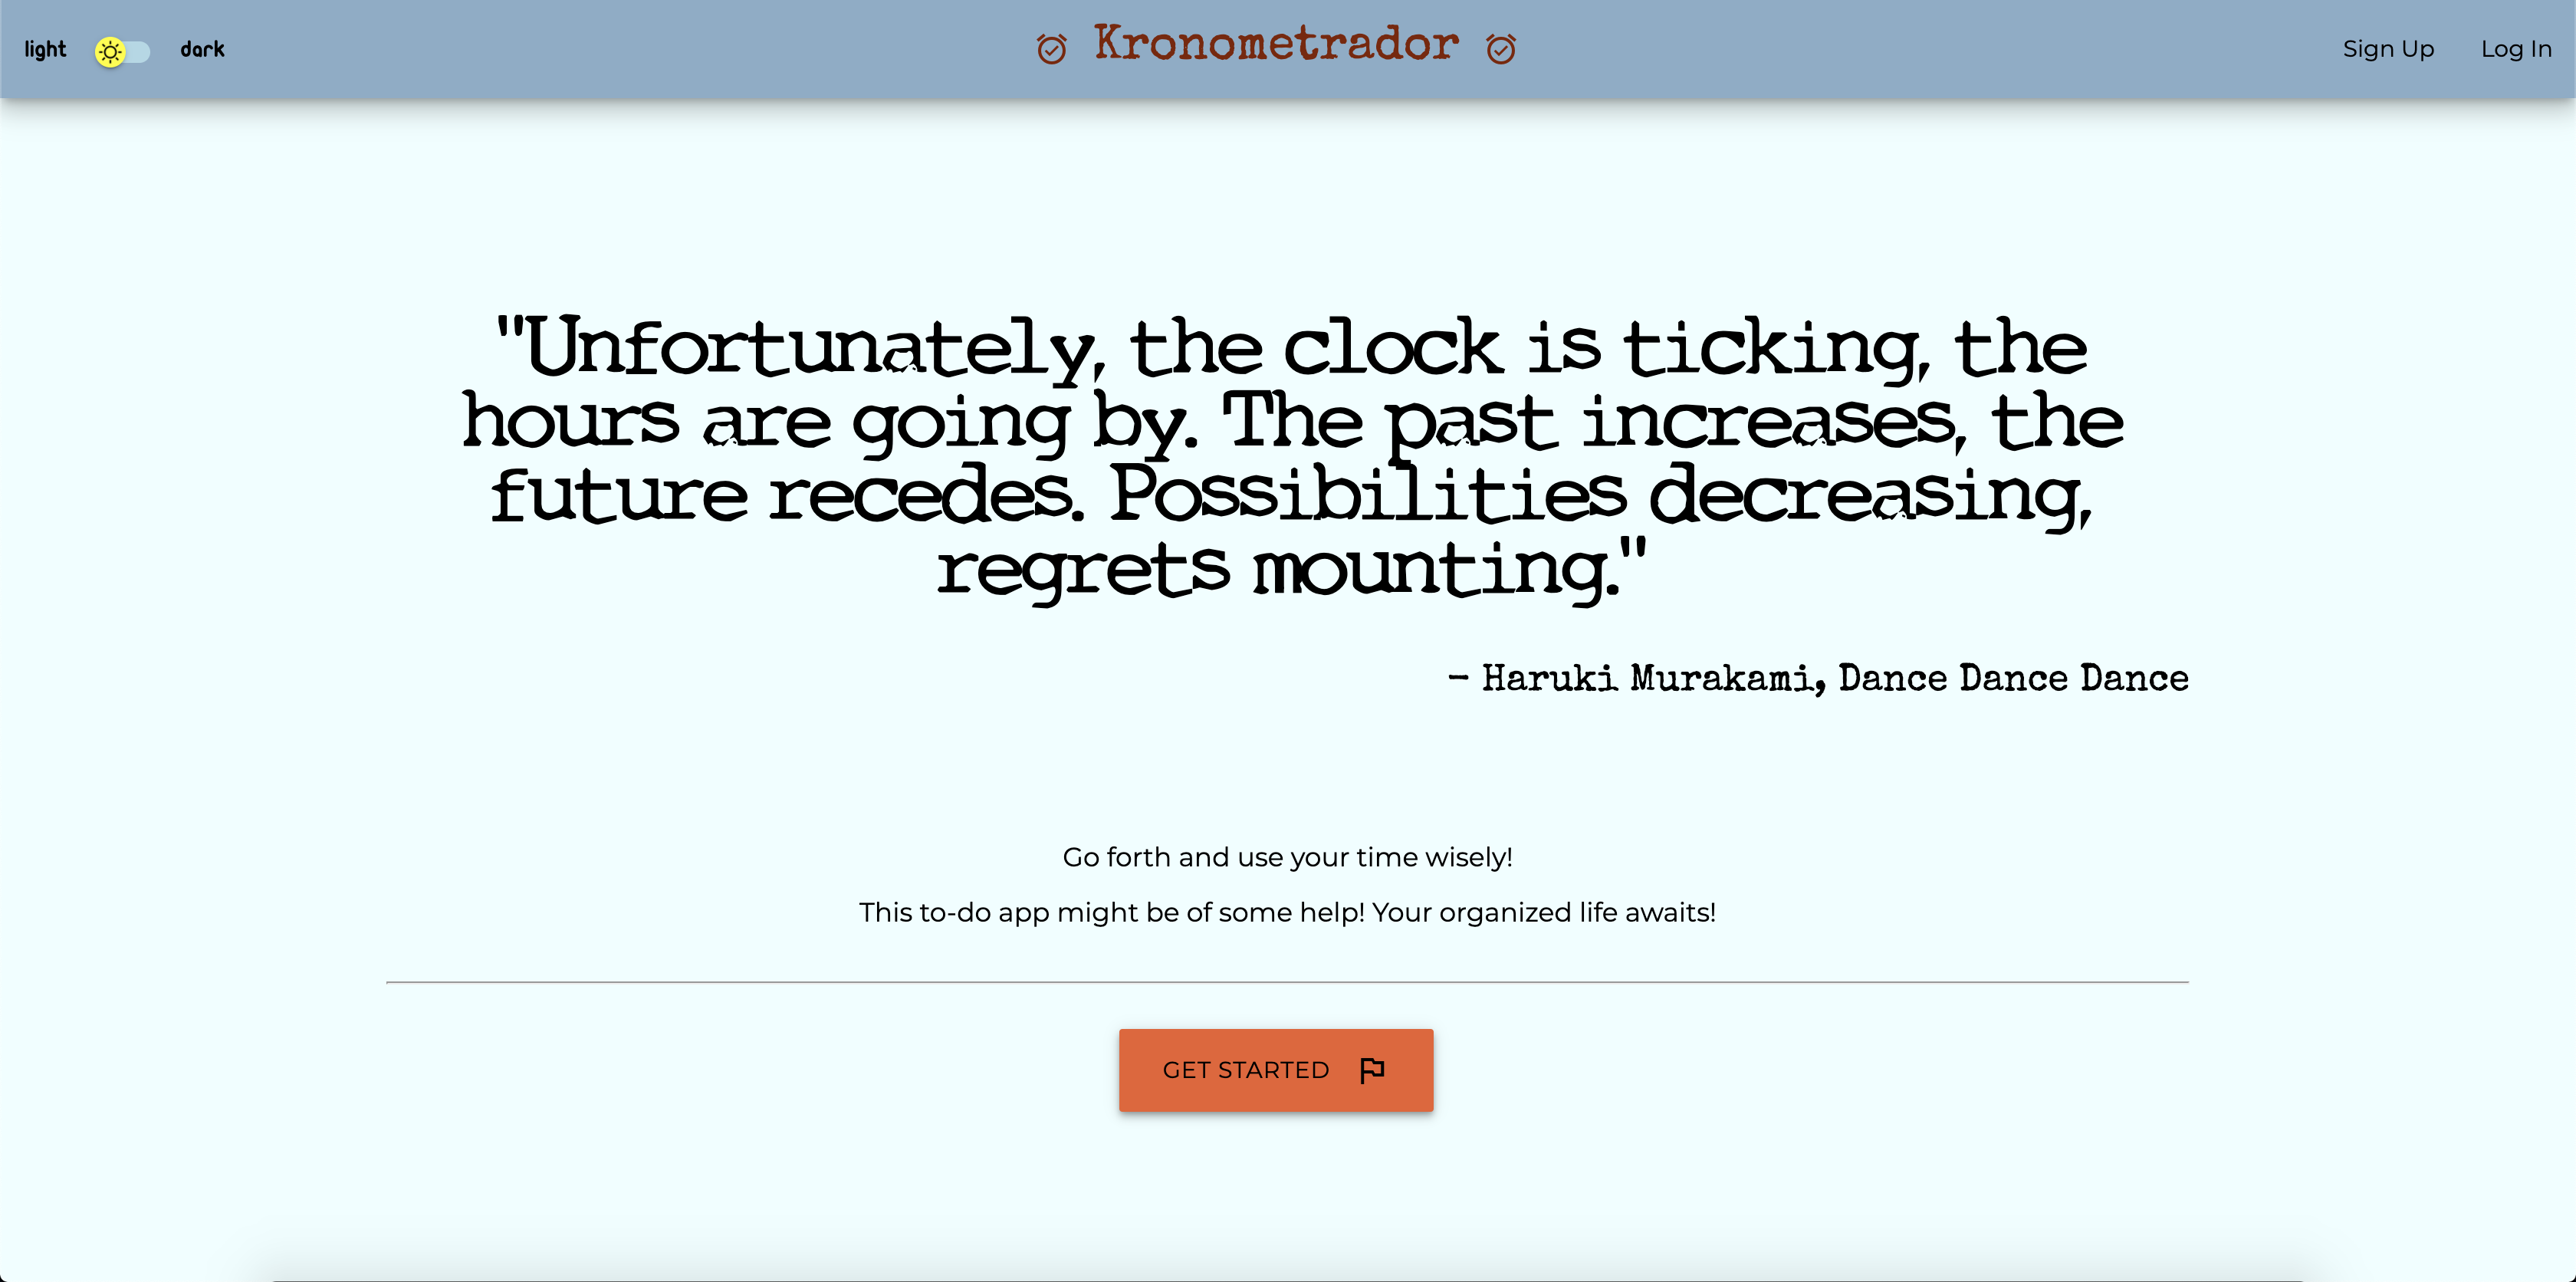 light dark
Kronometrador
Sign Up Log In
"Unfortunately, the clock is ticking, the
hours are going by. The past increases, the
future recedes. Possibilities decreasing,
regrets mounting."
- Haruki Murakami, Dance Dance Dance
Go forth and use your time wisely!
This to-do app might be of some help! Your organized life awaits!
GET STARTED